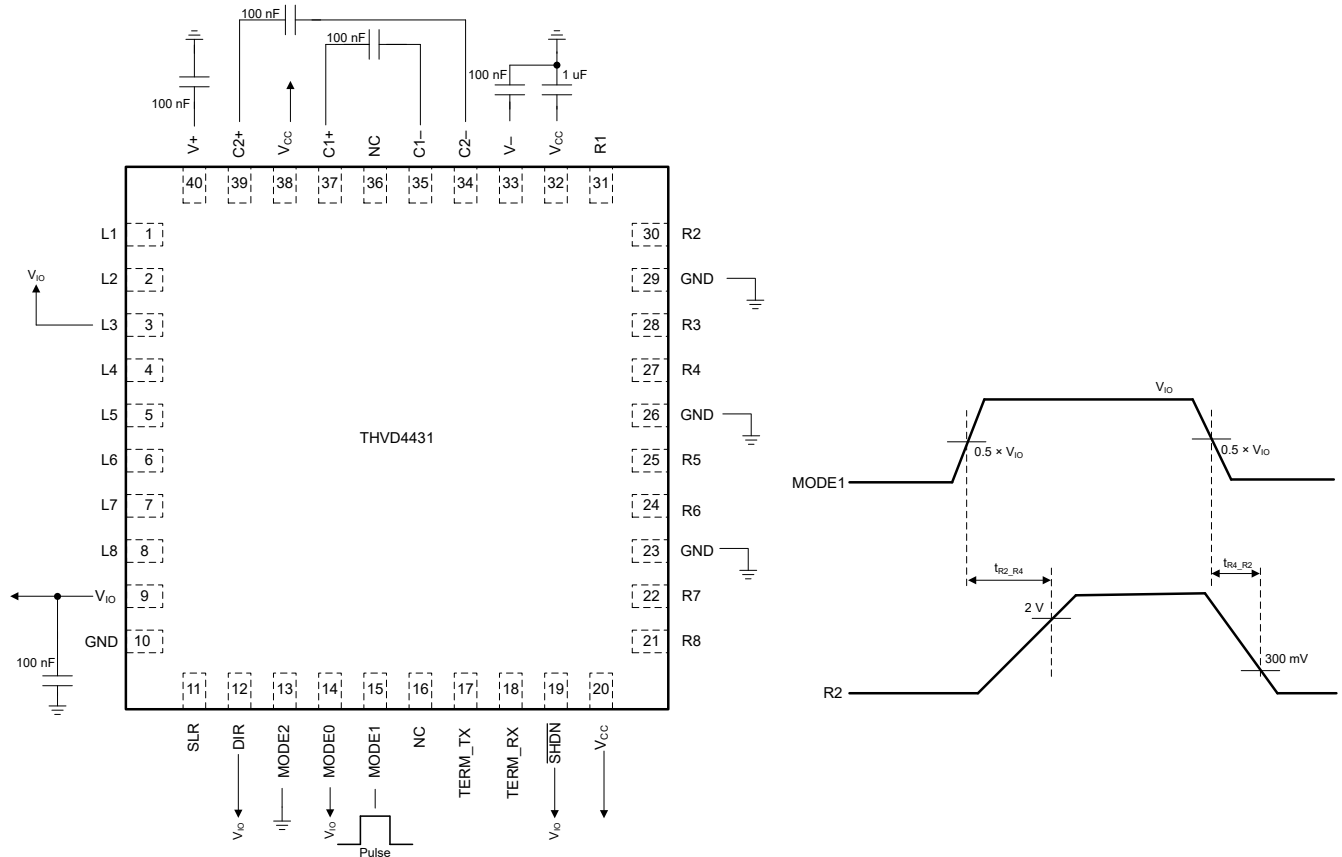 100 nF
100 nF
100 nF
100 nF
1 uF
VCC
V+
C2+
VCC
C1+
NC
C1–
C2–
V–
VCC
R1
40
39
38
37
36
35
34
33
32
31
L1 1
L2 2
VIO
L3 3
L4 4
L5 5
L6 6
L7 7
L8 8
VIO 9
GND 10
100 nF
THVD4431
30 R2
29 GND
28 R3
27 R4
26 GND
25 R5
24 R6
23 GND
22 R7
21 R8
11
12
13
14
15
16
17
18
19
20
SLR
DIR
MODE2
MODE0
MODE1
NC
TERM_TX
TERM_RX
SHDN
VCC
VIO
VIO
Pulse
VIO
VIO
0.5 × VIO
0.5 × VIO
MODE1
tR2_R4
tR4_R2
2 V
300 mV
R2